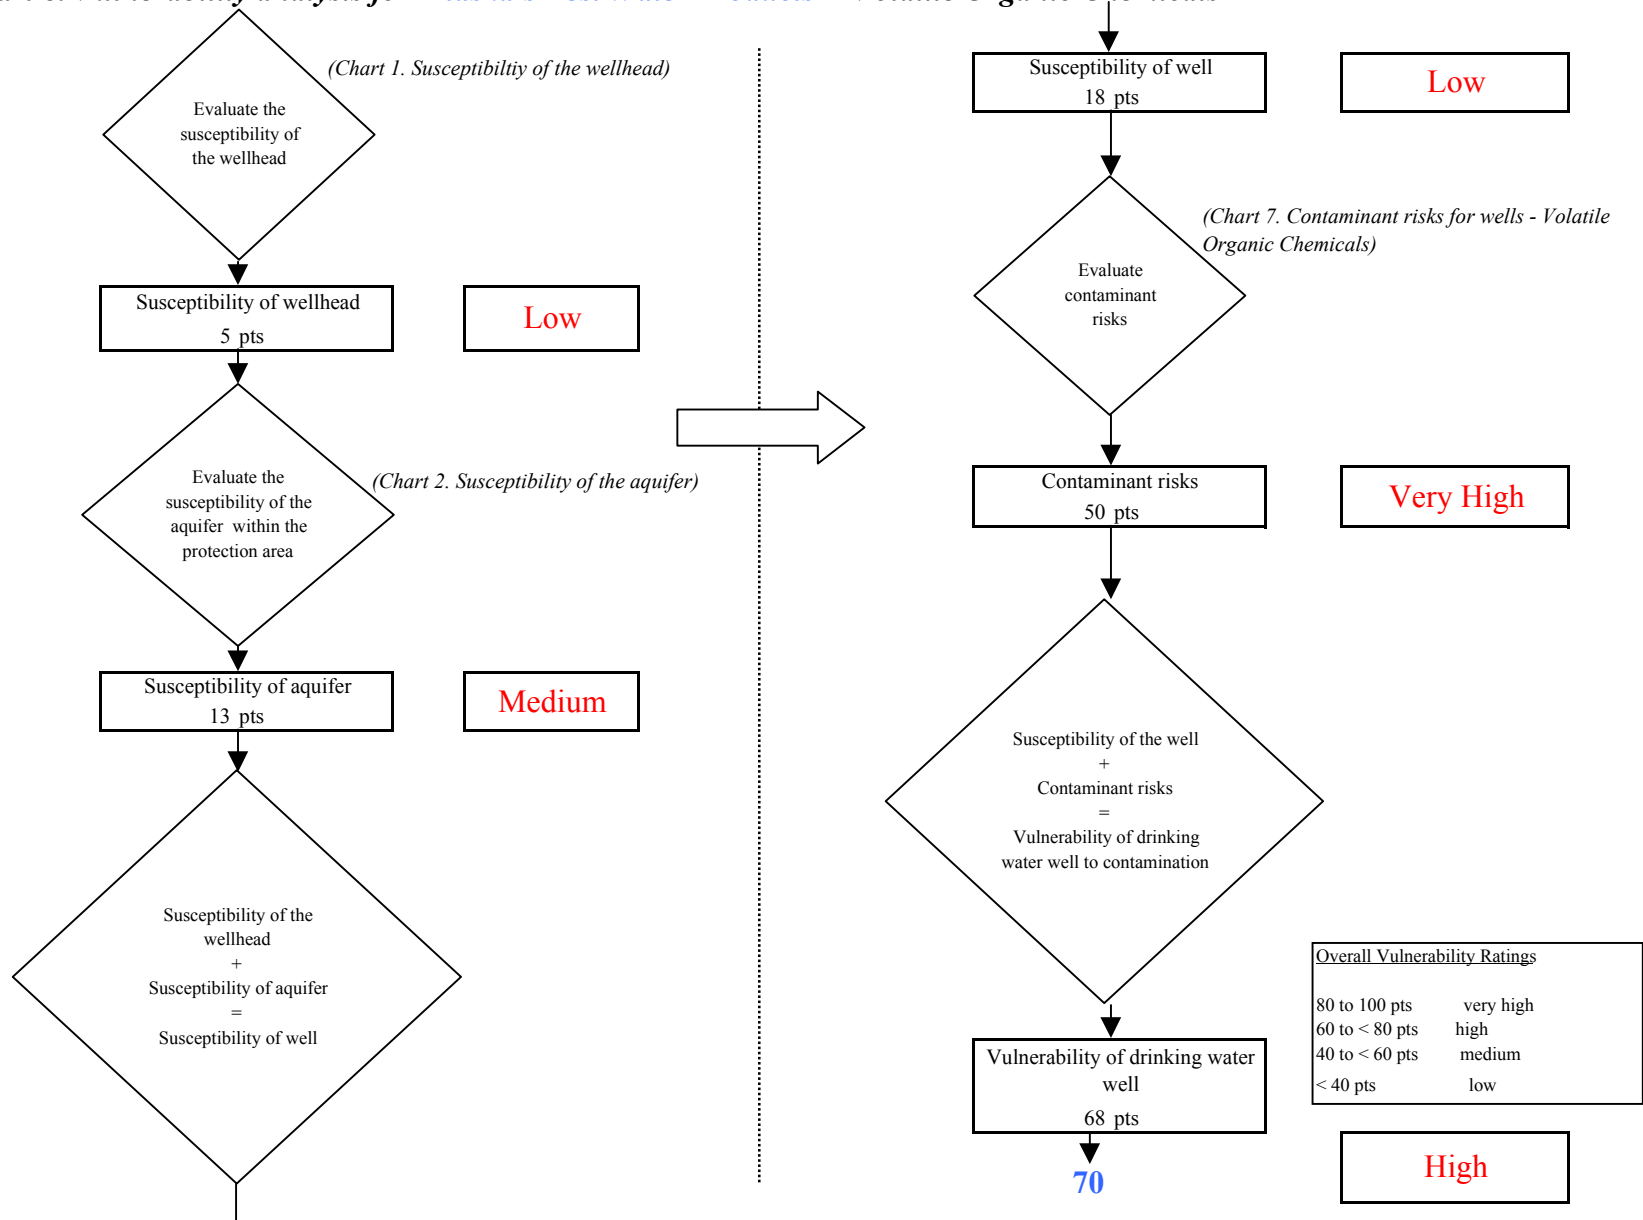 (Chart 1. Susceptibiltiy of the wellhead)
Evaluate the
susceptibility of
the wellhead
Susceptibility of wellhead
5 pts
Low
(Chart 2. Susceptibility of the aquifer)
Evaluate the
susceptibility of the
aquifer within the
protection area
Susceptibility of aquifer
13 pts
Medium
Susceptibility of the
wellhead
+
Susceptibility of aquifer
=
Susceptibility of well
Susceptibility of well
18 pts
Low
(Chart 7. Contaminant risks for wells - Volatile
Organic Chemicals)
Evaluate
contaminant
risks
Contaminant risks
50 pts
Very High
Susceptibility of the well
+
Contaminant risks
=
Vulnerability of drinking
water well to contamination
Vulnerability of drinking water
well
68 pts
70
Overall Vulnerability Ratings
80 to 100 pts very high
60 to < 80 pts high
40 to < 60 pts medium
< 40 pts low
High